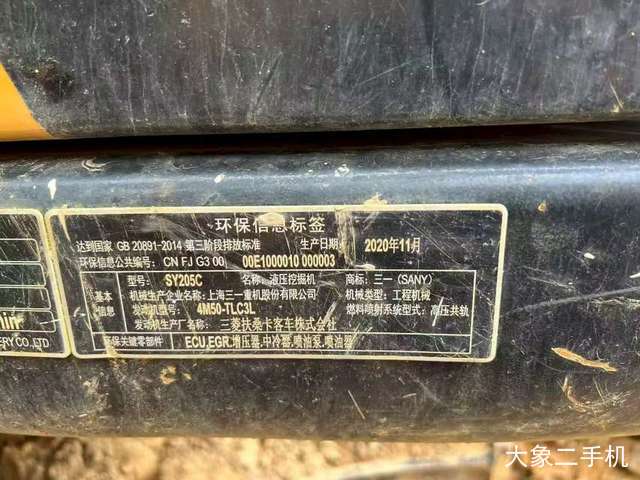 环保信息标签
达到国家 GB 20891-2014 第三阶段排放标准 生产日期 2020年11月
环保信息公共编号: CN FJ G3 00 00E1000010 000003
基本信息
型号: SY205C 名称: 液压挖掘机 商标: 三一 (SANY)
机械生产企业名称: 上海三一重机股份有限公司 机械类型: 工程机械
发动机型号: 4M50-TLC3L 燃料喷射系统型式: 高压共轨
发动机生产厂名称: 三菱扶桑卡客车株式会社
环保关键零部件 ECU,EGR,增压器,中冷器,喷油泵,喷油器
ERY CO.,LTD
大象二手机